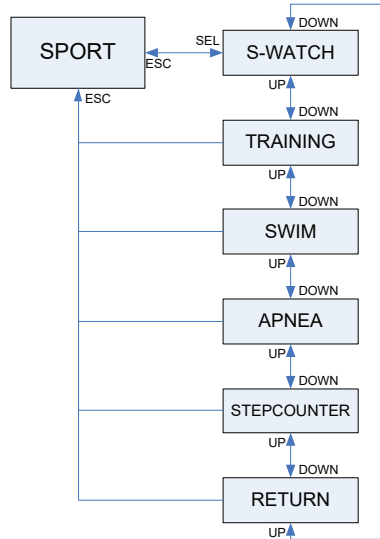 DOWN
SPORT
SEL
S-WATCH
ESC
UP
ESC
DOWN
TRAINING
UP
DOWN
SWIM
UP
DOWN
APNEA
UP
DOWN
STEPCOUNTER
UP
DOWN
RETURN
UP